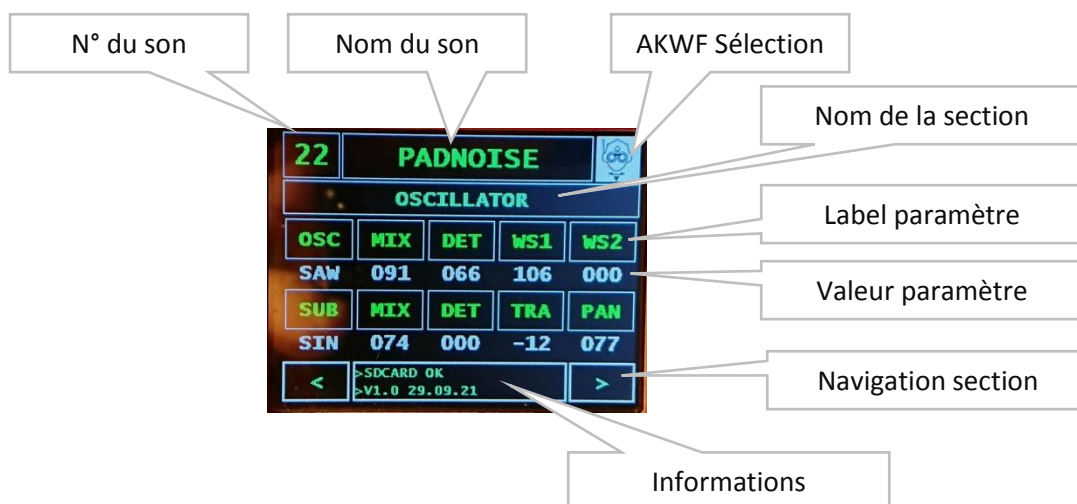 N° du son
Nom du son
AKWF Sélection
Nom de la section
22 PADNOISE
OSCILLATOR
Label paramètre
OSC MIX DET WS1 WS2
SAW 091 066 106 000
Valeur paramètre
SUB MIX DET TRA PAN
SIN 074 000 -12 077
Navigation section
< >SDCARD OK >
>V1.0 29.09.21
Informations